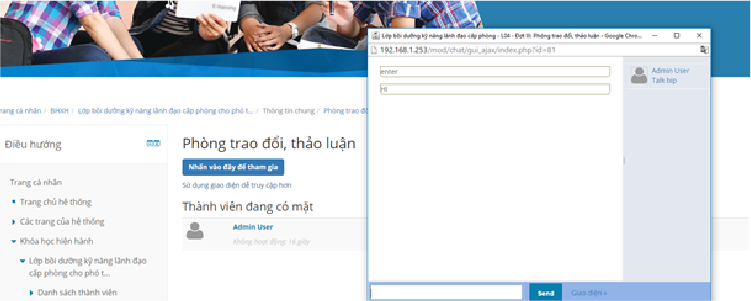 E training
Lớp bồi dưỡng kỹ năng lãnh đạo cấp phòng - L04 - Đợt II: Phòng trao đổi, thảo luận - Google Chro...
192.168.1.253/mod/chat/gui_ajax/index.php?id=81
enter
Hi
Admin User
Talk bíp
Trang cá nhân / BHXH / Lớp bồi dưỡng kỹ năng lãnh đạo cấp phòng cho phó t... / Thông tin chung / Phòng trao đổ
Điều hướng
Trang cá nhân
Trang chủ hệ thống
Các trang của hệ thống
Khóa học hiện hành
Lớp bồi dưỡng kỹ năng lãnh đạo
cấp phòng cho phó t...
Danh sách thành viên
Phòng trao đổi, thảo luận
Nhấn vào đây để tham gia
Sử dụng giao diện dễ truy cập hơn
Thành viên đang có mặt
Admin User
Không hoạt động: 16 giây
Send
Giao diện »